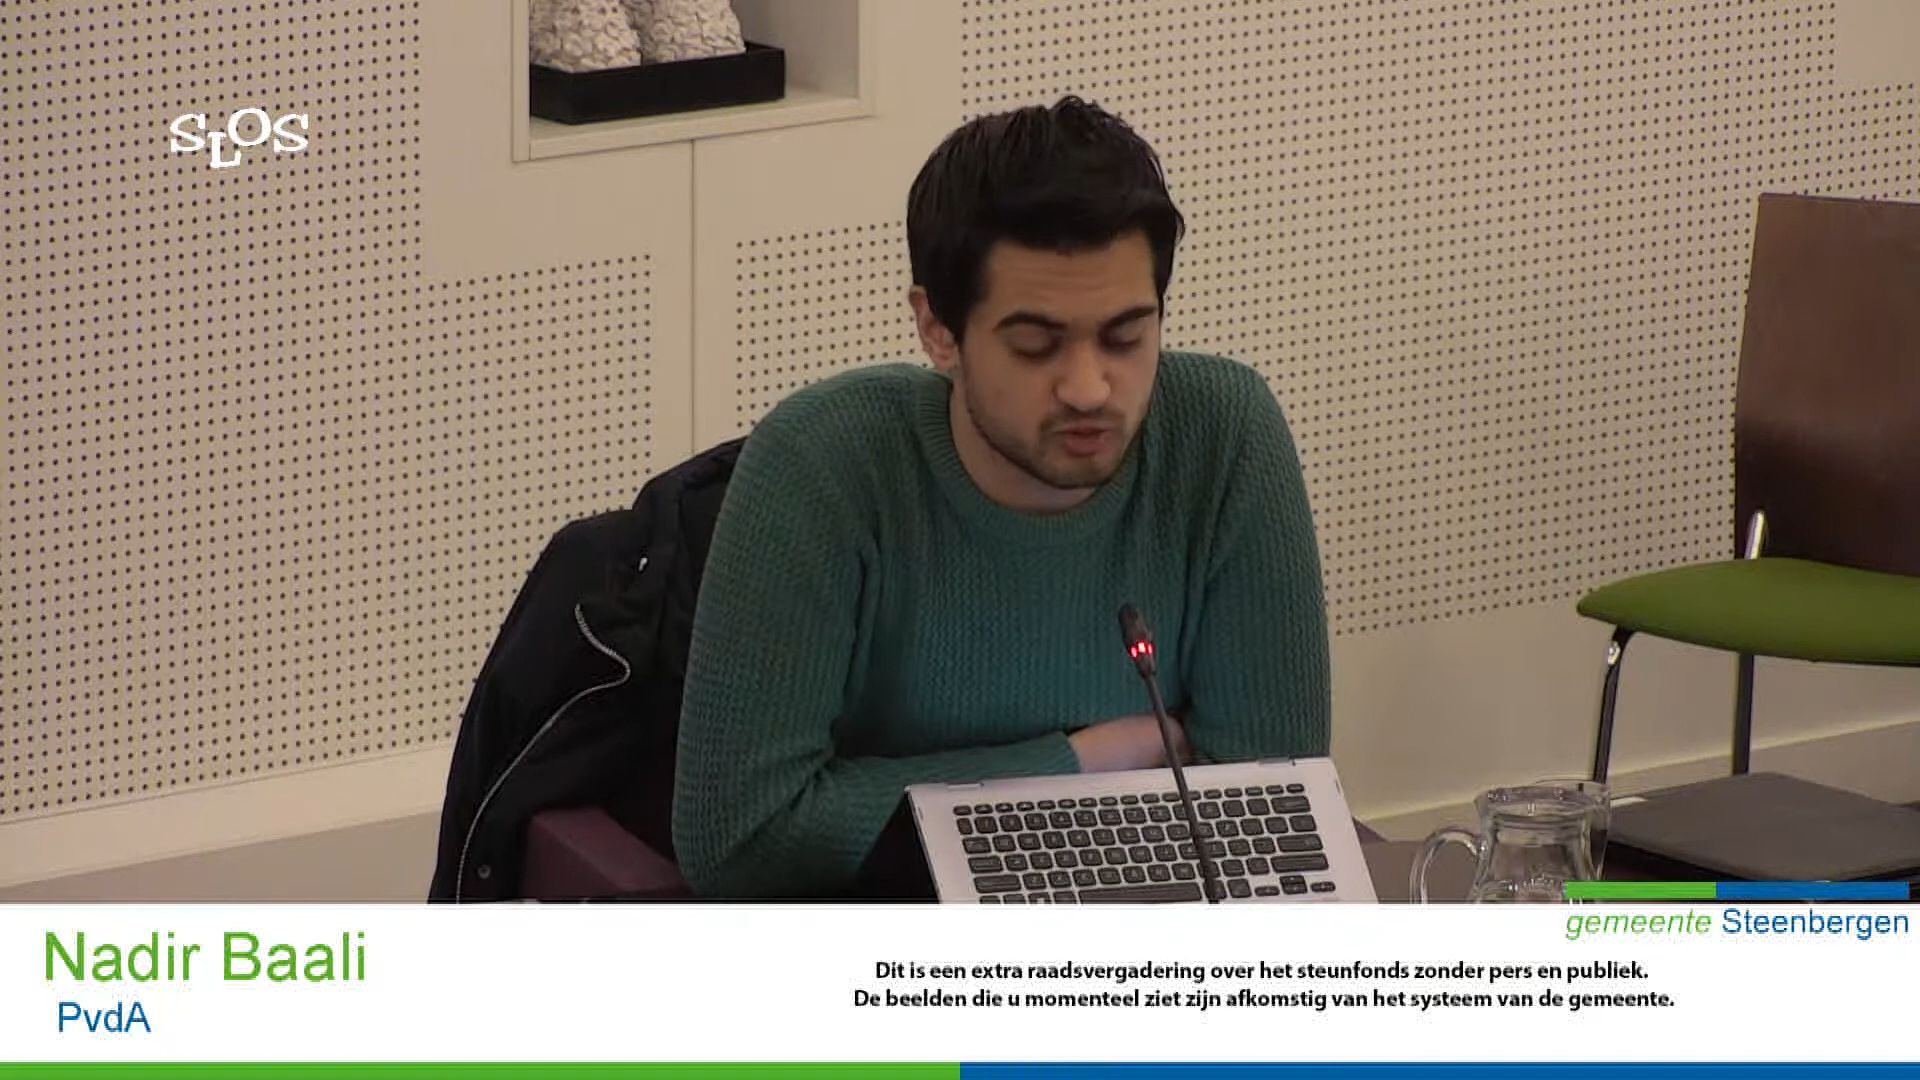 SLOS
gemeente Steenbergen
Nadir Baali
PvdA
Dit is een extra raadsvergadering over het steunfonds zonder pers en publiek.
De beelden die u momenteel ziet zijn afkomstig van het systeem van de gemeente.